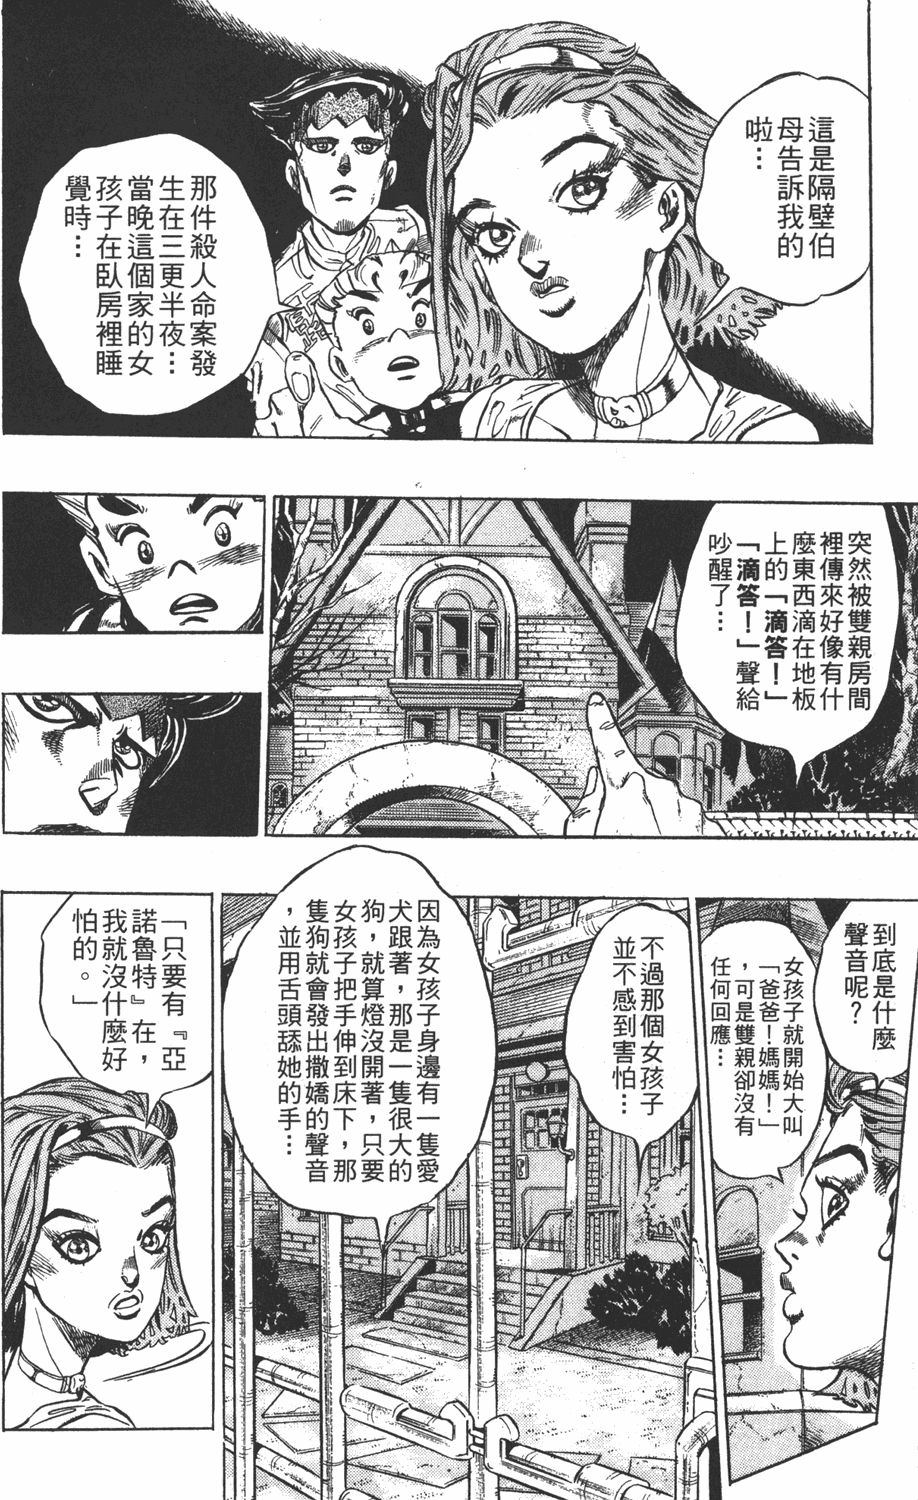 這是隔壁伯
母告訴我的
啦…
那件殺人命案發
生在三更半夜…
當晚這個家的女
孩子在臥房裡睡
覺時…
突然被雙親房間
裡傳來好像有什
麼東西滴在地板
上的「滴答！」
「滴答！」聲給
吵醒了…
到底是什麼
聲音呢？
女孩子就開始大叫
「爸爸！媽媽！」
，可是雙親卻沒有
任何回應…
不過那個女孩子
並不感到害怕…
因為女孩子身邊有一隻愛
犬跟著，那是一隻很大的
狗，就算燈沒開著，只要
女孩子把手伸到床下，那
隻狗就會發出撒嬌的聲音
，並用舌頭舔她的手…
「只要有『亞
諾魯特』在，
我就沒什麼好
怕的。」